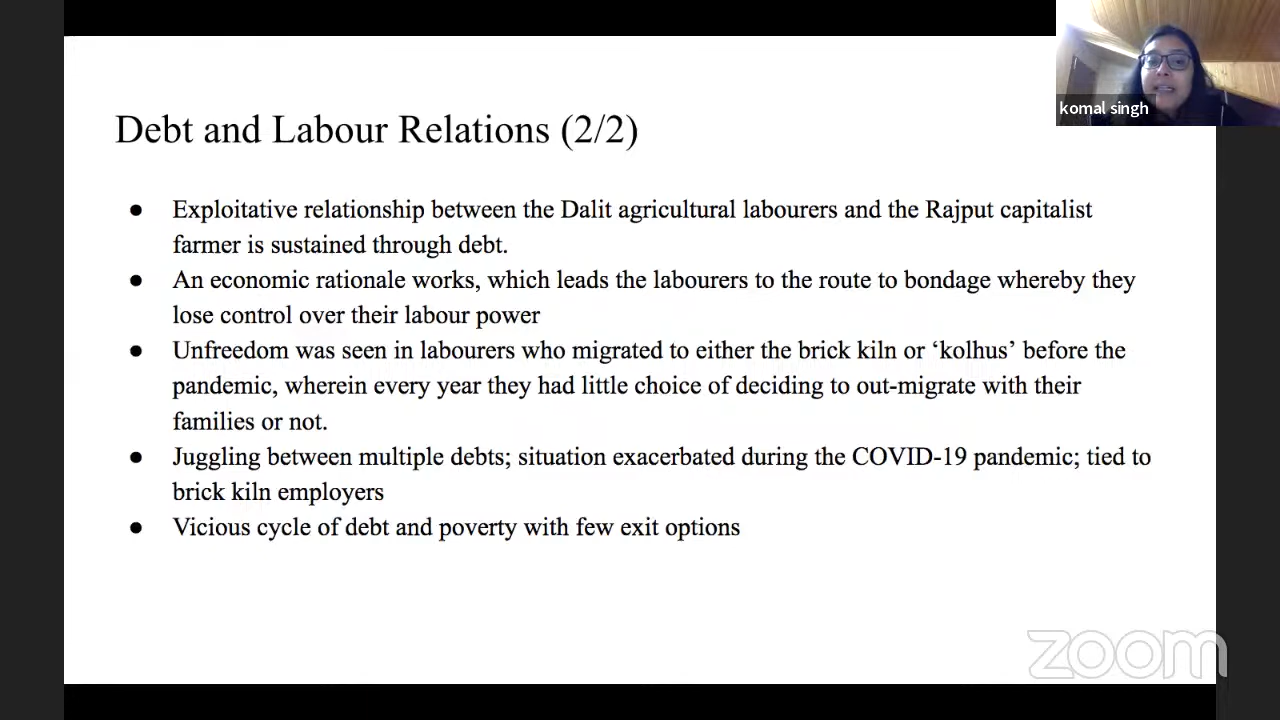 komal singh
Debt and Labour Relations (2/2)
● Exploitative relationship between the Dalit agricultural labourers and the Rajput capitalist
farmer is sustained through debt.
● An economic rationale works, which leads the labourers to the route to bondage whereby they
lose control over their labour power
● Unfreedom was seen in labourers who migrated to either the brick kiln or ‘kolhus’ before the
pandemic, wherein every year they had little choice of deciding to out-migrate with their
families or not.
● Juggling between multiple debts; situation exacerbated during the COVID-19 pandemic; tied to
brick kiln employers
● Vicious cycle of debt and poverty with few exit options
zoom